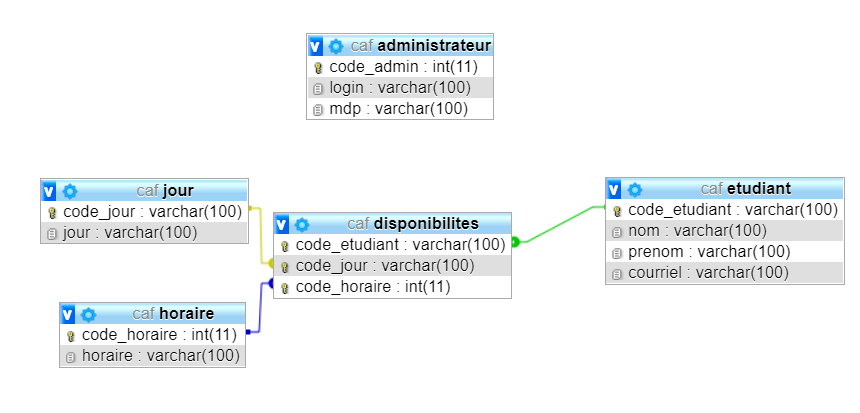 caf administrateur
code_admin : int(11)
login : varchar(100)
mdp : varchar(100)
caf jour
code_jour : varchar(100)
jour : varchar(100)
caf disponibilites
code_etudiant : varchar(100)
code_jour : varchar(100)
code_horaire : int(11)
caf etudiant
code_etudiant : varchar(100)
nom : varchar(100)
prenom : varchar(100)
courriel : varchar(100)
caf horaire
code_horaire : int(11)
horaire : varchar(100)